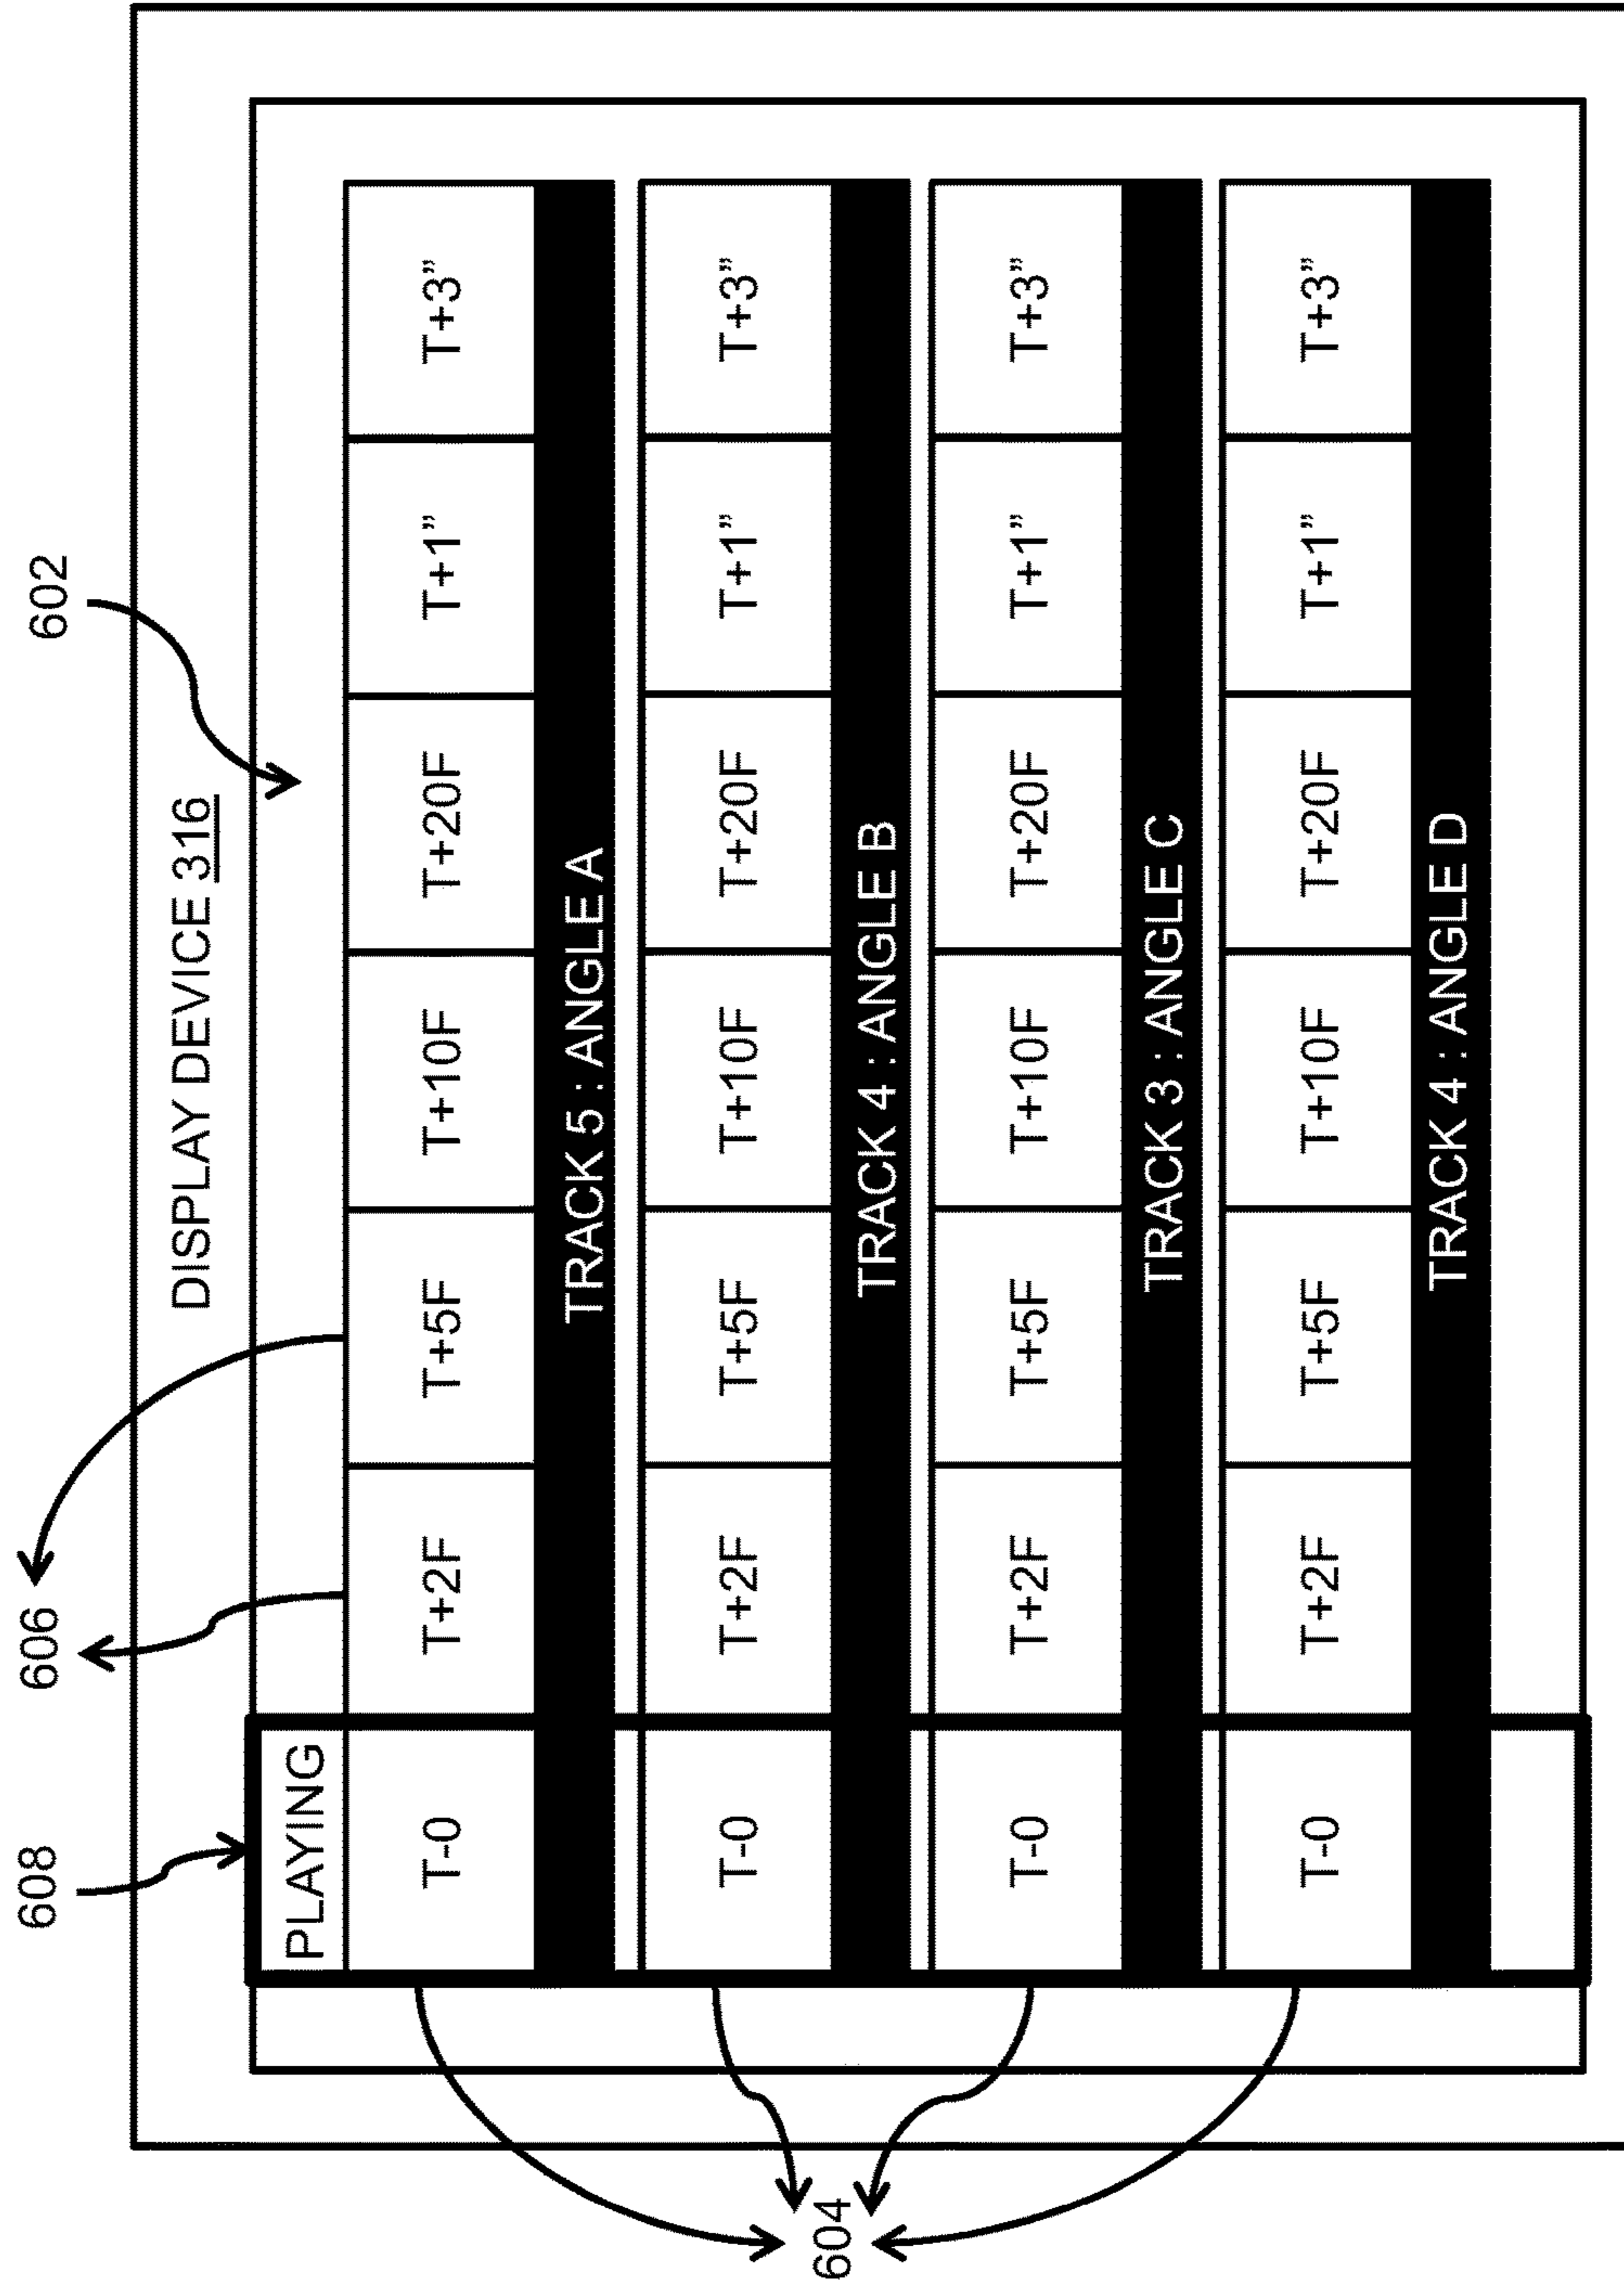 608
606
602
DISPLAY DEVICE 316
PLAYING
T-0 T+2F T+5F T+10F T+20F T+1” T+3”
TRACK 5 : ANGLE A
T-0 T+2F T+5F T+10F T+20F T+1” T+3”
TRACK 4 : ANGLE B
604
T-0 T+2F T+5F T+10F T+20F T+1” T+3”
TRACK 3 : ANGLE C
T-0 T+2F T+5F T+10F T+20F T+1” T+3”
TRACK 4 : ANGLE D